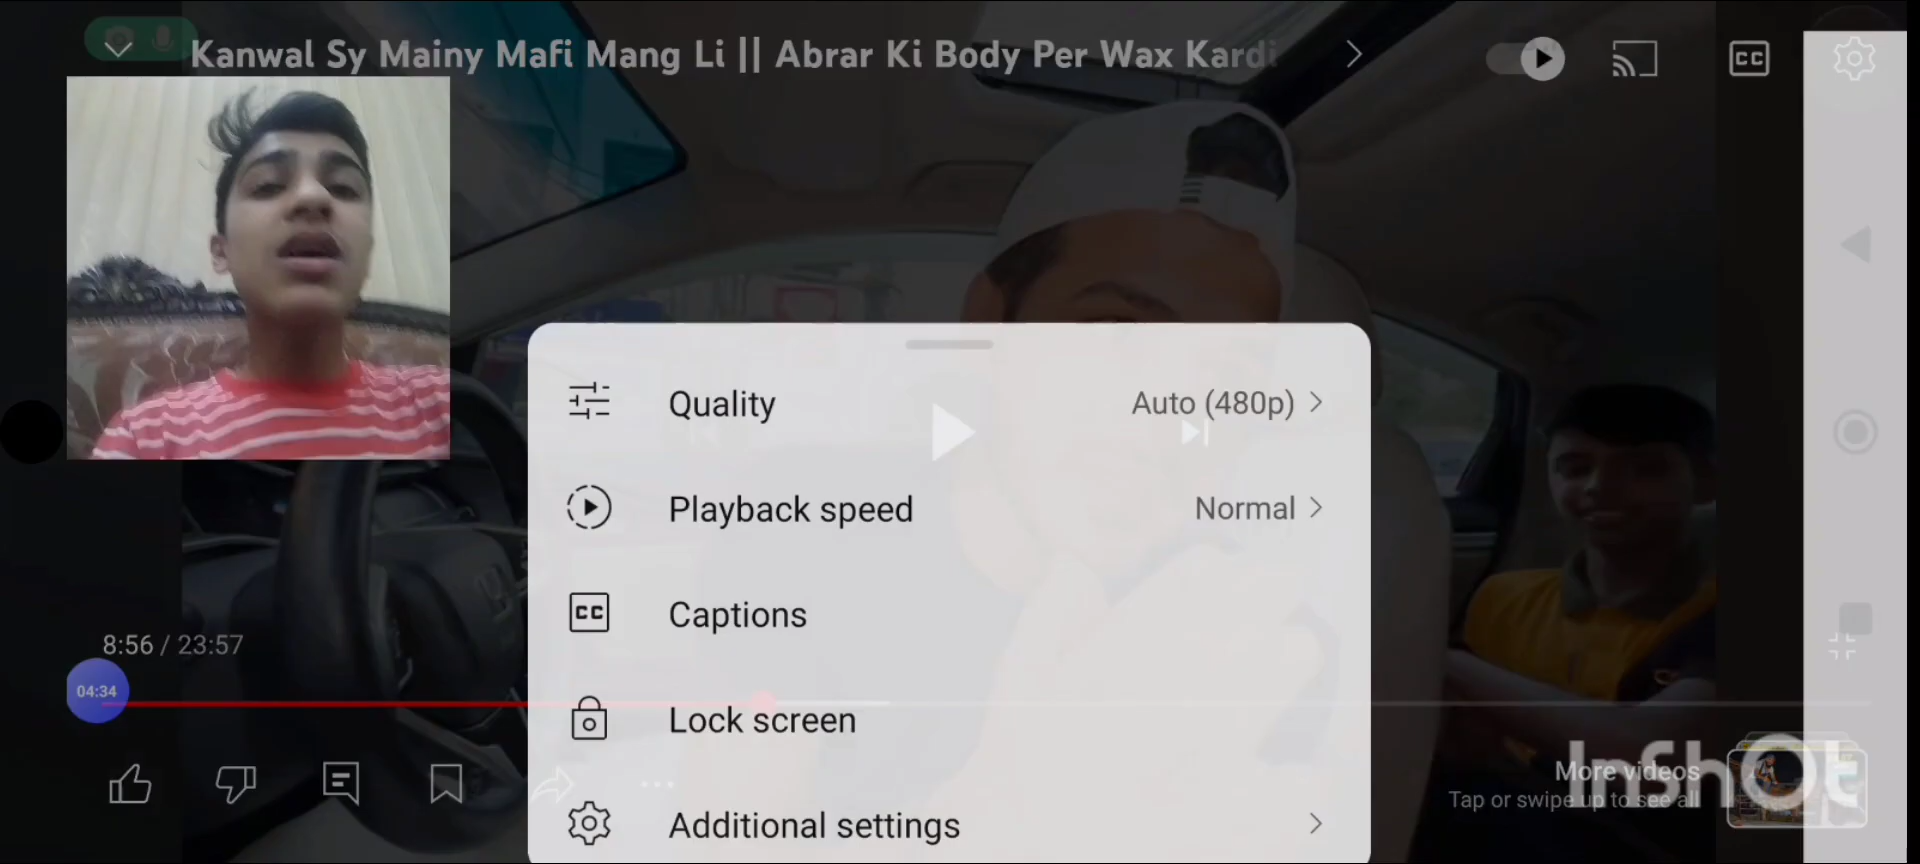 Kanwal Sy Mainy Mafi Mang Li || Abrar Ki Body Per Wax Kardi
CC
Quality
Auto (480p)
Playback speed
Normal
CC
Captions
8:56 / 23:57
04:34
Lock screen
InShOt
More videos
Tap or swipe up to see all
Additional settings